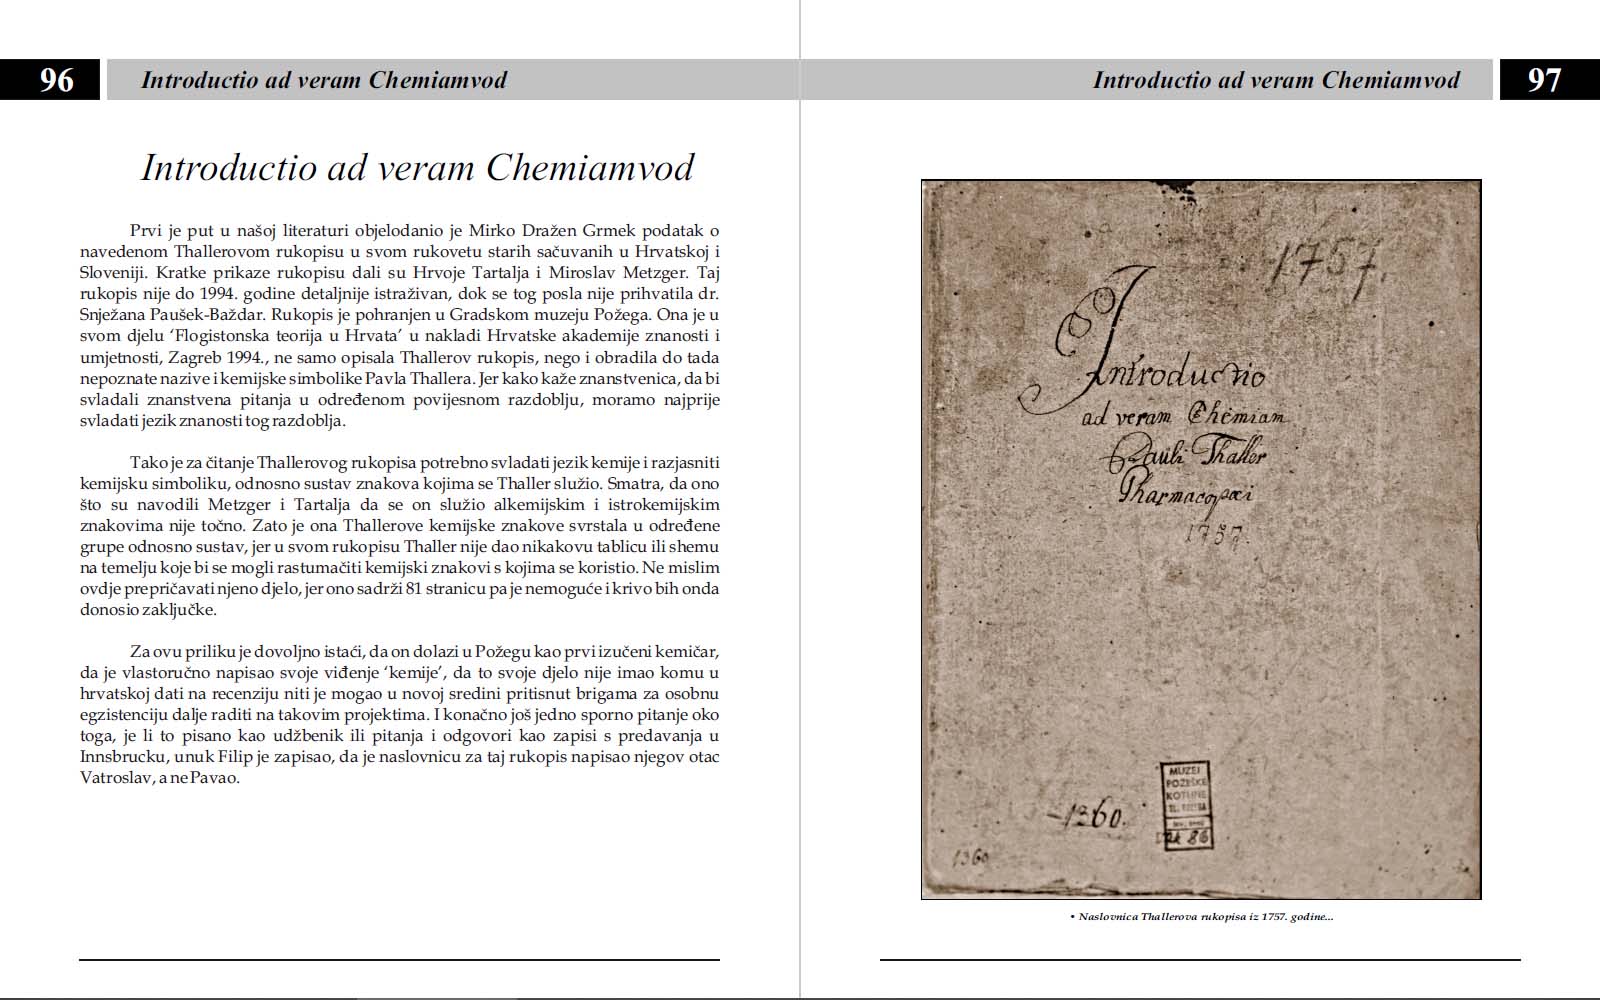 96
Introductio ad veram Chemiamvod
Introductio ad veram Chemiamvod
Prvi je put u našoj literaturi objelodanio je Mirko Dražen Grmek podatak o
navedenom Thallerovom rukopisu u svom rukovetu starih sačuvanih u Hrvatskoj i
Sloveniji. Kratke prikaze rukopisu dali su Hrvoje Tartalja i Miroslav Metzger. Taj
rukopis nije do 1994. godine detaljnije istraživan, dok se tog posla nije prihvatila dr.
Snježana Paušek-Baždar. Rukopis je pohranjen u Gradskom muzeju Požega. Ona je u
svom djelu ‘Flogistonska teorija u Hrvata’ u nakladi Hrvatske akademije znanosti i
umjetnosti, Zagreb 1994., ne samo opisala Thallerov rukopis, nego i obradila do tada
nepoznate nazive i kemijske simbolike Pavla Thallera. Jer kako kaže znanstvenica, da bi
svladali znanstvena pitanja u određenom povijesnom razdoblju, moramo najprije
svladati jezik znanosti tog razdoblja.
Tako je za čitanje Thallerovog rukopisa potrebno svladati jezik kemije i razjasniti
kemijsku simboliku, odnosno sustav znakova kojima se Thaller služio. Smatra, da ono
što su navodili Metzger i Tartalja da se on služio alkemijskim i istrokemijskim
znakovima nije točno. Zato je ona Thallerove kemijske znakove svrstala u određene
grupe odnosno sustav, jer u svom rukopisu Thaller nije dao nikakovu tablicu ili shemu
na temelju koje bi se mogli rastumačiti kemijski znakovi s kojima se koristio. Ne mislim
ovdje prepričavati njeno djelo, jer ono sadrži 81 stranicu pa je nemoguće i krivo bih onda
donosio zaključke.
Za ovu priliku je dovoljno istaći, da on dolazi u Požegu kao prvi izučeni kemičar,
da je vlastoručno napisao svoje viđenje ‘kemije’, da to svoje djelo nije imao komu u
hrvatskoj dati na recenziju niti je mogao u novoj sredini pritisnut brigama za osobnu
egzistenciju dalje raditi na takovim projektima. I konačno još jedno sporno pitanje oko
toga, je li to pisano kao udžbenik ili pitanja i odgovori kao zapisi s predavanja u
Innsbrucku, unuk Filip je zapisao, da je naslovnicu za taj rukopis napisao njegov otac
Vatroslav, a ne Pavao.
Introductio ad veram Chemiamvod
97
1757.
Introductio
ad veram Chemiam
Pauli Thaller
Pharmacopœi
1757.
MUZEJ
POŽEŠKE
KOTLINE
86
1360.
1360
• Naslovnica Thallerova rukopisa iz 1757. godine...